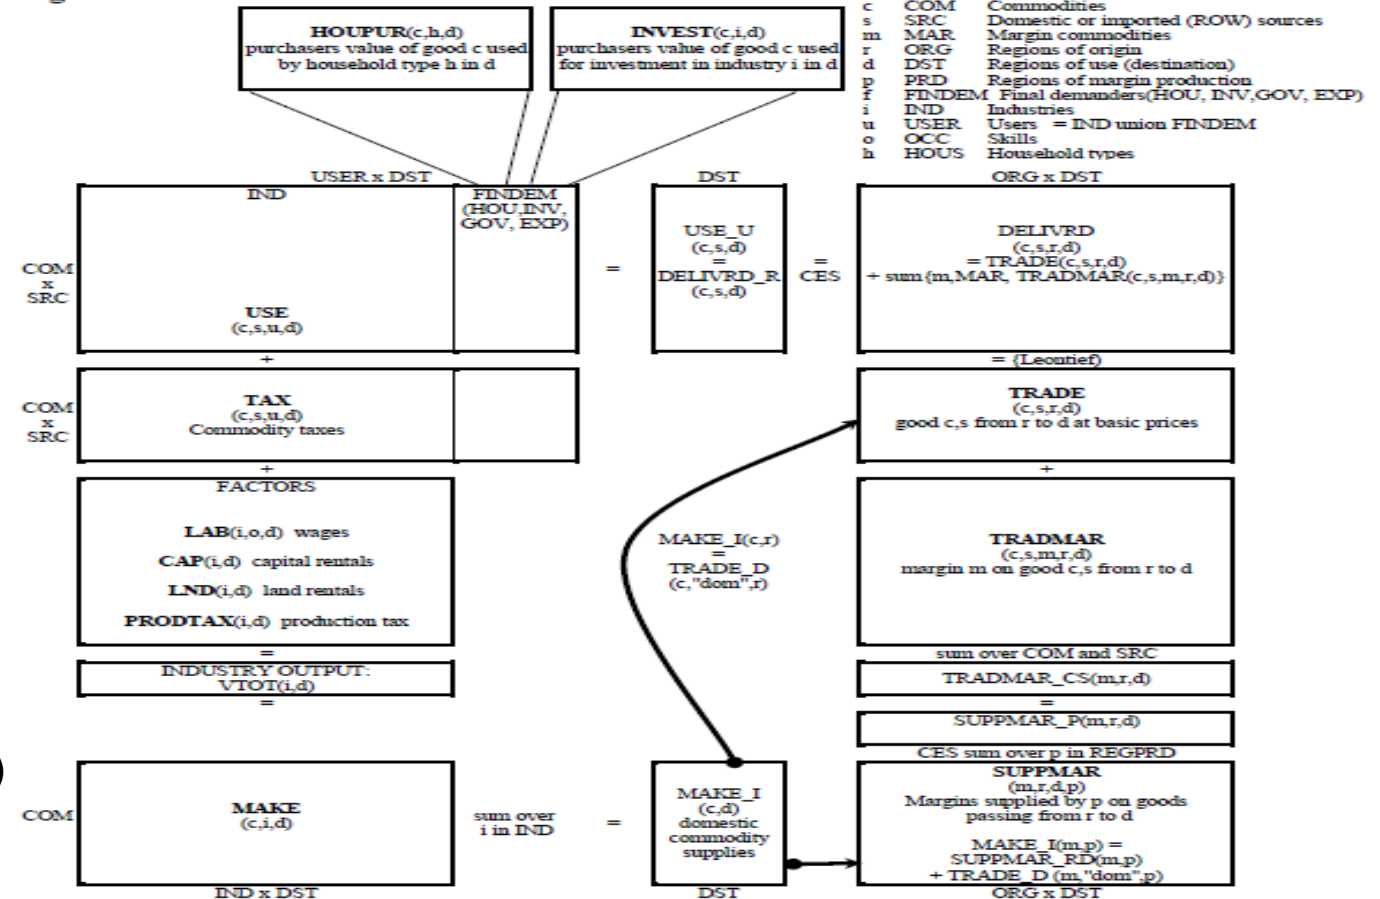 HOUPUR(c,h,d)
purchasers value of good c used
by household type h in d
INVEST(c,i,d)
purchasers value of good c used
for investment in industry i in d
c COM Commodities
s SRC Domestic or imported (ROW) sources
m MAR Margin commodities
r ORG Regions of origin
d DST Regions of use (destination)
p PRD Regions of margin production
f FINDEM Final demanders(HOU, INV,GOV, EXP)
i IND Industries
u USER Users = IND union FINDEM
o OCC Skills
h HOUS Household types
USER x DST
DST
ORG x DST
COM
x
SRC
IND
USE
(c,s,u,d)
FINDEM
(HOU,INV,
GOV, EXP)
=
USE_U
(c,s,d)
=
DELIVRD_R
(c,s,d)
=
CES
DELIVRD
(c,s,r,d)
= TRADE(c,s,r,d)
+ sum{m,MAR, TRADMAR(c,s,m,r,d)}
+
= {Leontief)
COM
x
SRC
TAX
(c,s,u,d)
Commodity taxes
TRADE
(c,s,r,d)
good c,s from r to d at basic prices
+
+
FACTORS
LAB(i,o,d) wages
CAP(i,d) capital rentals
LND(i,d) land rentals
PRODTAX(i,d) production tax
MAKE_I(c,r)
=
TRADE_D
(c,"dom",r)
TRADMAR
(c,s,m,r,d)
margin m on good c,s from r to d
=
sum over COM and SRC
INDUSTRY OUTPUT:
VTOT(i,d)
TRADMAR_CS(m,r,d)
=
=
SUPPMAR_P(m,r,d)
CES sum over p in REGPRD
)
COM
MAKE
(c,i,d)
sum over
i in IND
=
MAKE_I
(c,d)
domestic
commodity
supplies
SUPPMAR
(m,r,d,p)
Margins supplied by p on goods
passing from r to d
MAKE_I(m,p) =
SUPPMAR_RD(m,p)
+ TRADE_D (m,"dom",p)
IND x DST
DST
ORG x DST